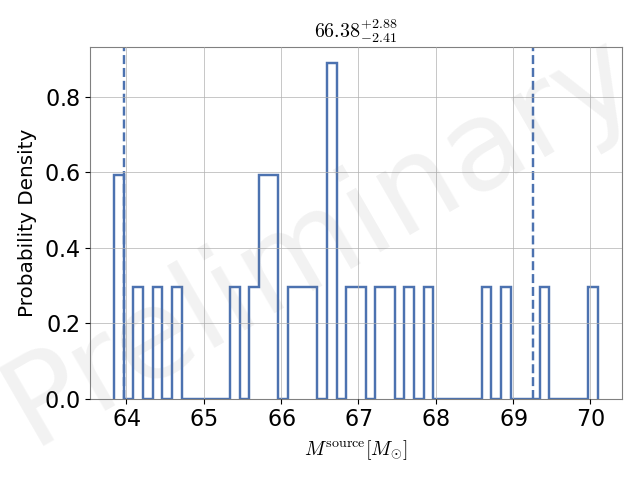 66.38^{+2.88}_{-2.41}
Probability Density
0.8
0.6
0.4
0.2
0.0
64 65 66 67 68 69 70
M^{source}[M_⊙]
Preliminary